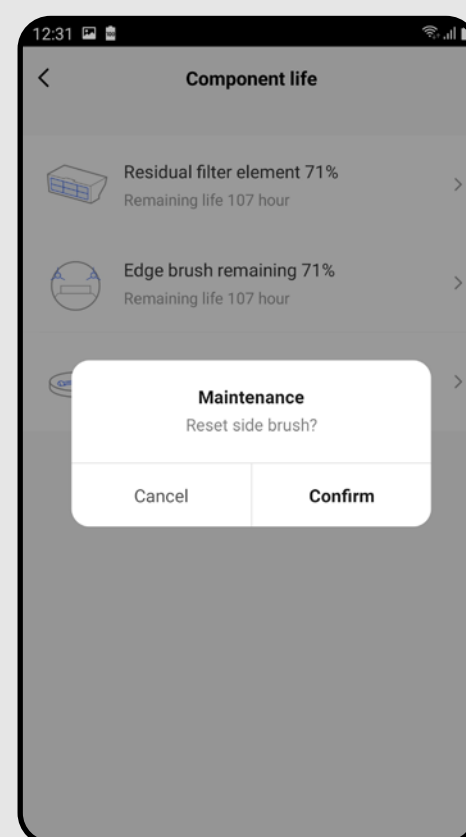 12:31
Component life
Residual filter element 71%
Remaining life 107 hour
Edge brush remaining 71%
Remaining life 107 hour
Maintenance
Reset side brush?
Cancel
Confirm